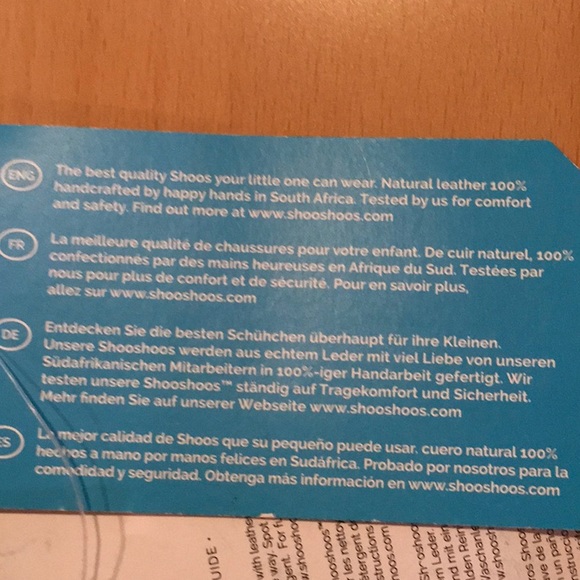 ENG
The best quality Shoos your little one can wear. Natural leather 100%
handcrafted by happy hands in South Africa. Tested by us for comfort
and safety. Find out more at www.shooshoos.com
FR
La meilleure qualité de chaussures pour votre enfant. De cuir naturel, 100%
confectionnés par des mains heureuses en Afrique du Sud. Testées par
nous pour plus de confort et de sécurité. Pour en savoir plus,
allez sur www.shooshoos.com
DE
Entdecken Sie die besten Schühchen überhaupt für ihre Kleinen.
Unsere Shooshoos werden aus echtem Leder mit viel Liebe von unseren
Südafrikanischen Mitarbeitern in 100%-iger Handarbeit gefertigt. Wir
testen unsere Shooshoos™ ständig auf Tragekomfort und Sicherheit.
Mehr finden Sie auf unserer Webseite www.shooshoos.com
ES
La mejor calidad de Shoos que su pequeño puede usar. cuero natural 100%
hechos a mano por manos felices en Sudáfrica. Probado por nosotros para la
comodidad y seguridad. Obtenga más información en www.shooshoos.com